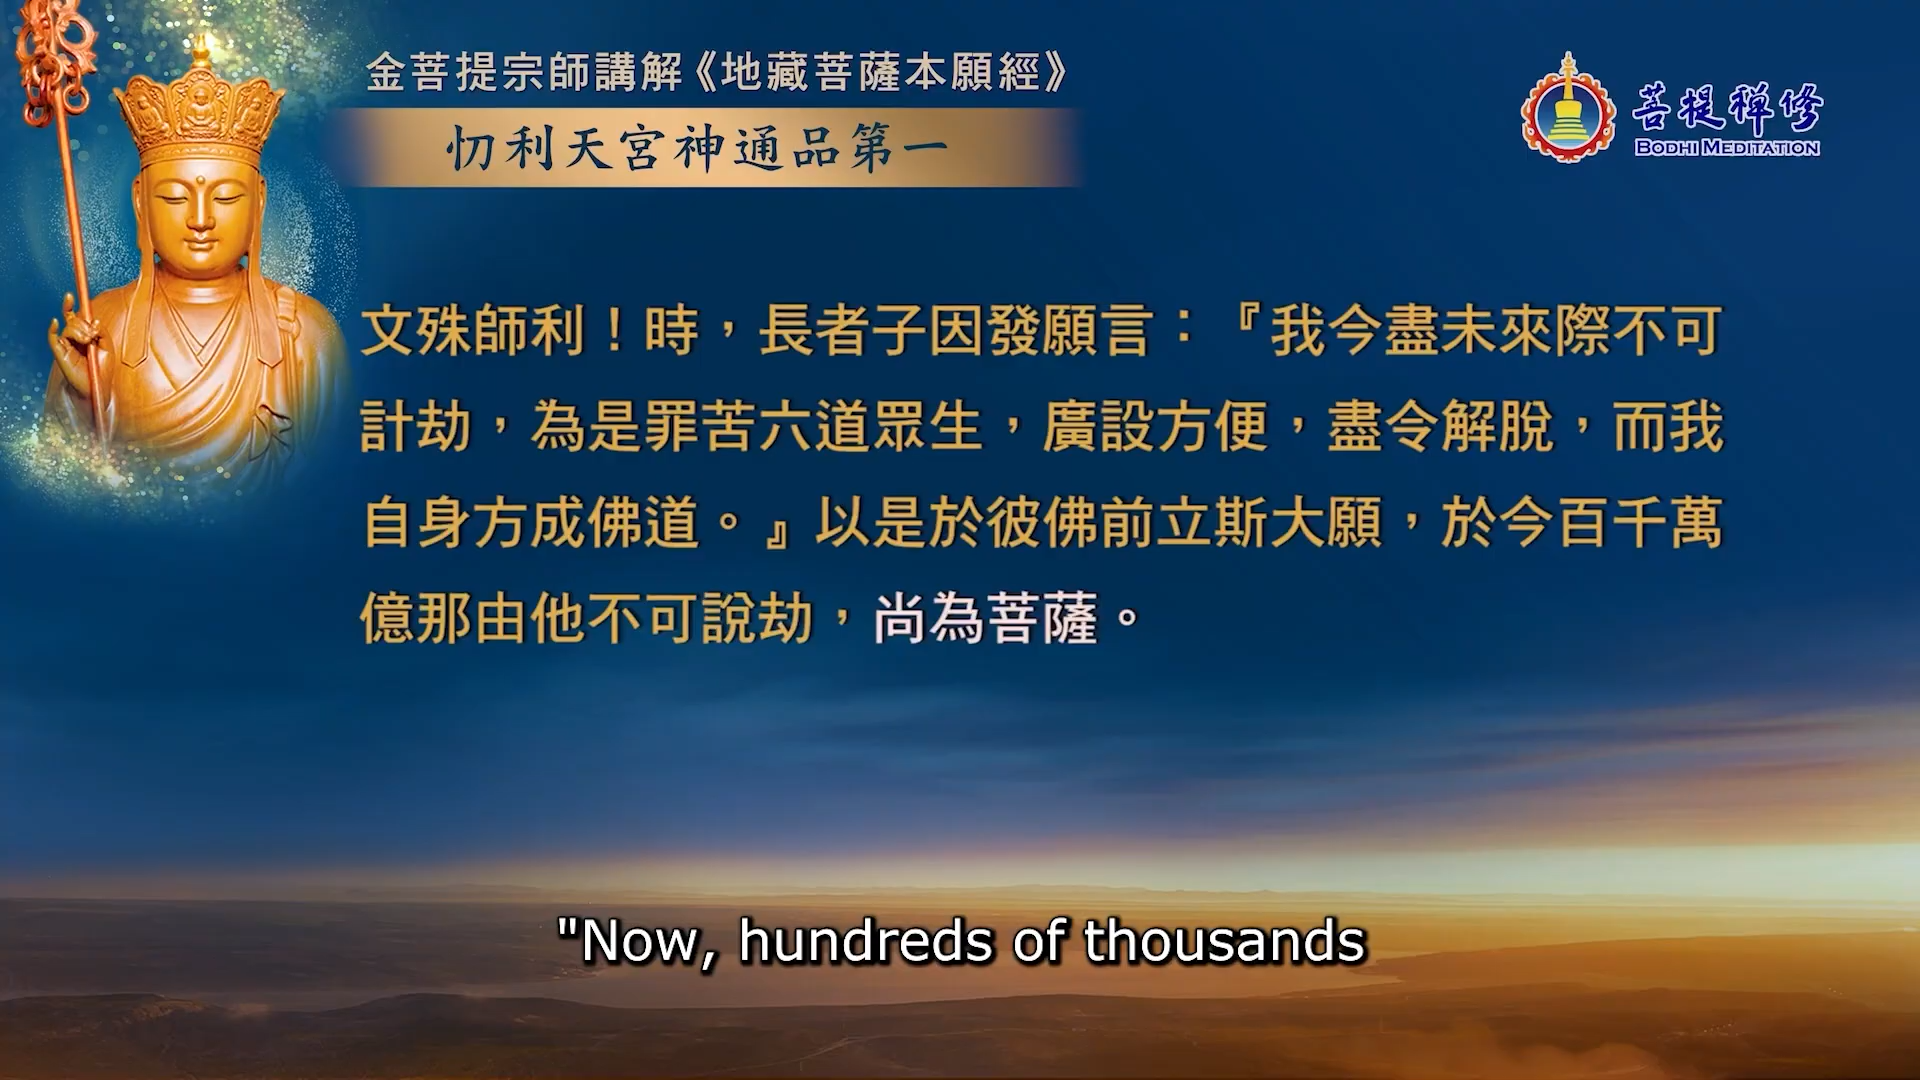 金菩提宗師講解《地藏菩薩本願經》
忉利天宮神通品第一
菩提禪修
BODHI MEDITATION
文殊師利！時，長者子因發願言：『我今盡未來際不可
計劫，為是罪苦六道眾生，廣設方便，盡令解脫，而我
自身方成佛道。』以是於彼佛前立斯大願，於今百千萬
億那由他不可說劫，尚為菩薩。
"Now, hundreds of thousands